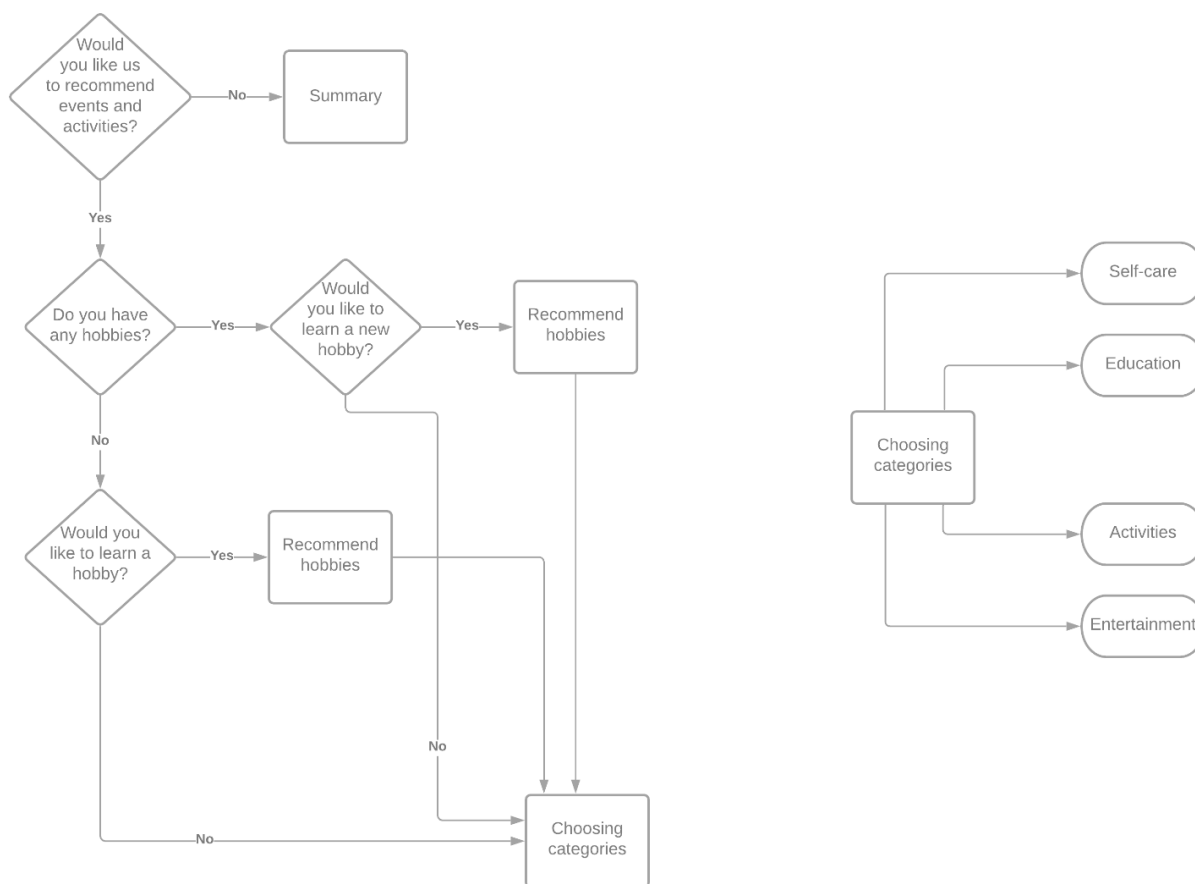 Would
you like us
to recommend
events and
activities?
No
Summary
Yes
Do you have
any hobbies?
Yes
Would
you like to
learn a new
hobby?
Yes
Recommend
hobbies
No
Would you
like to learn a
hobby?
Yes
Recommend
hobbies
No
No
Choosing
categories
Self-care
Education
Choosing
categories
Activities
Entertainment